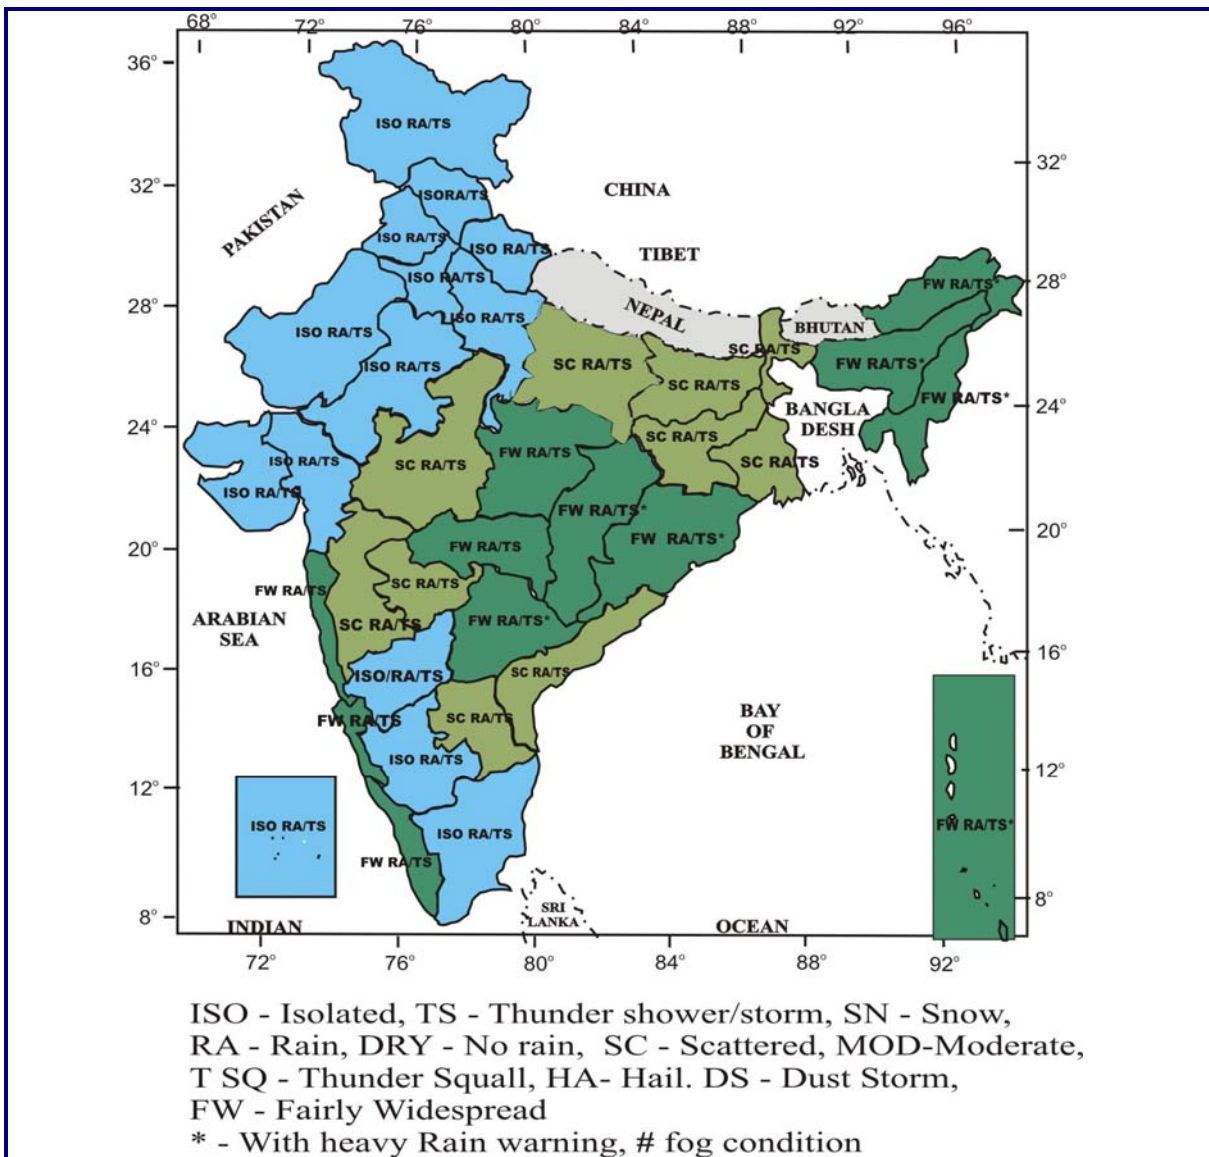 68° 72° 76° 80° 84° 88° 92° 96°
36°
ISO RA/TS
32°
32°
CHINA
ISORA/TS
PAKISTAN
ISO RA/TS
ISO RA/TS
TIBET
ISO RA/TS
FW RA/TS*
28°
28°
NEPAL
ISO RA/TS
ISO RA/TS
BHUTAN
SC RA/TS
ISO RA/TS
SC RA/TS
FW RA/TS*
SC RA/TS
FW RA/TS*
24°
BANGLA
DESH
24°
SC RA/TS
FW RA/TS
ISO RA/TS
SC RA/TS
SC RA/TS
ISO RA/TS
FW RA/TS*
20°
FW RA/TS*
20°
FW RA/TS
SC RA/TS
FW RA/TS
ARABIAN
SEA
SC RA/TS
FW RA/TS*
16°
16°
ISO/RA/TS
SC RA/TS
FW RA/TS
SC RA/TS
BAY
OF
BENGAL
ISO RA/TS
12°
12°
ISO RA/TS
ISO RA/TS
FW RA/TS*
FW RA/TS
8°
8°
SRI
LANKA
INDIAN OCEAN
72° 76° 80° 84° 88° 92°
ISO - Isolated, TS - Thunder shower/storm, SN - Snow,
RA - Rain, DRY - No rain, SC - Scattered, MOD-Moderate,
T SQ - Thunder Squall, HA- Hail. DS - Dust Storm,
FW - Fairly Widespread
* - With heavy Rain warning, # fog condition